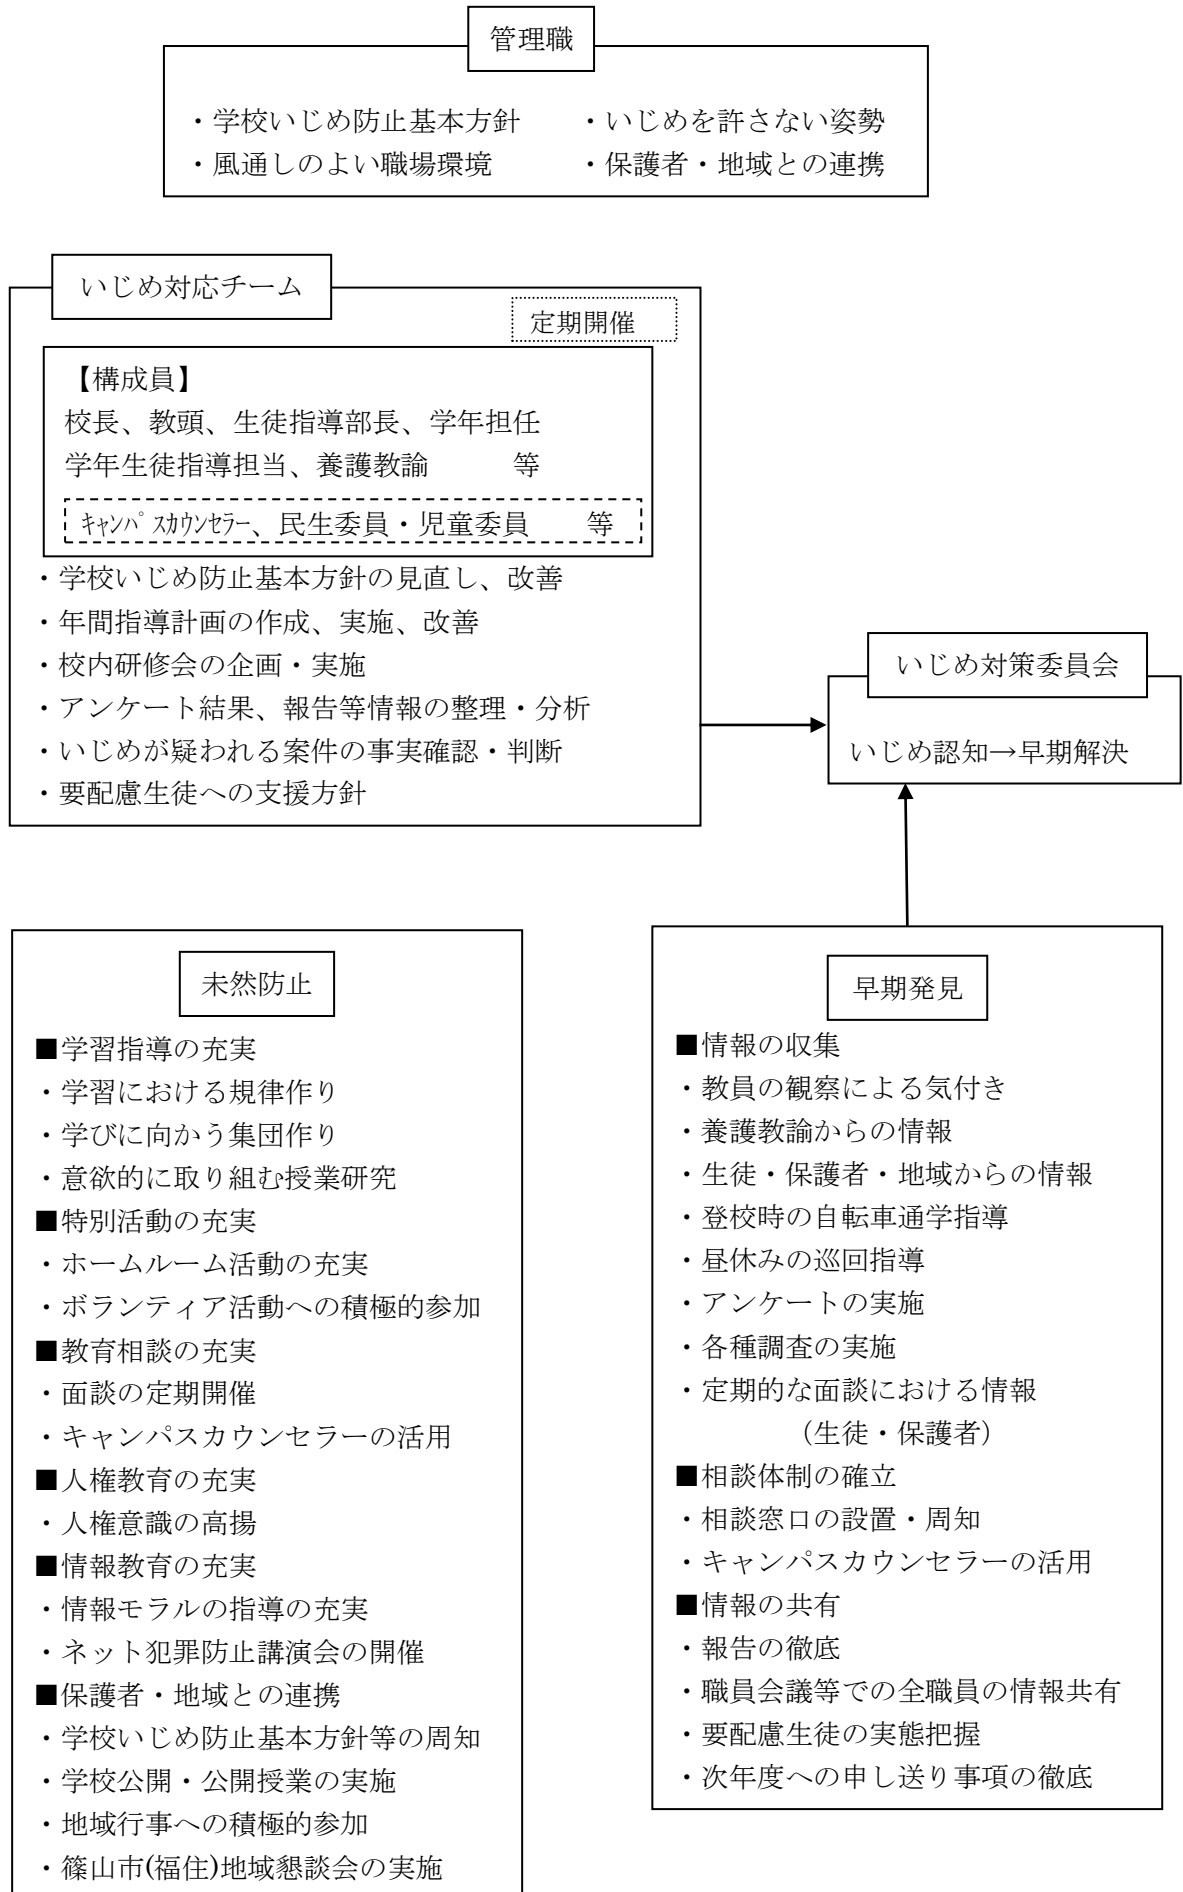 管理職
・学校いじめ防止基本方針　　・いじめを許さない姿勢
・風通しのよい職場環境　　　・保護者・地域との連携
いじめ対応チーム
定期開催
【構成員】
校長、教頭、生徒指導部長、学年担任
学年生徒指導担当、養護教諭　　　等
ｷｬﾝﾊﾟｽｶｳﾝｾﾗｰ、民生委員・児童委員　　等
・学校いじめ防止基本方針の見直し、改善
・年間指導計画の作成、実施、改善
・校内研修会の企画・実施
・アンケート結果、報告等情報の整理・分析
・いじめが疑われる案件の事実確認・判断
・要配慮生徒への支援方針
いじめ対策委員会
いじめ認知→早期解決
未然防止
■学習指導の充実
・学習における規律作り
・学びに向かう集団作り
・意欲的に取り組む授業研究
■特別活動の充実
・ホームルーム活動の充実
・ボランティア活動への積極的参加
■教育相談の充実
・面談の定期開催
・キャンパスカウンセラーの活用
■人権教育の充実
・人権意識の高揚
■情報教育の充実
・情報モラルの指導の充実
・ネット犯罪防止講演会の開催
■保護者・地域との連携
・学校いじめ防止基本方針等の周知
・学校公開・公開授業の実施
・地域行事への積極的参加
・篠山市(福住)地域懇談会の実施
早期発見
■情報の収集
・教員の観察による気付き
・養護教諭からの情報
・生徒・保護者・地域からの情報
・登校時の自転車通学指導
・昼休みの巡回指導
・アンケートの実施
・各種調査の実施
・定期的な面談における情報
（生徒・保護者）
■相談体制の確立
・相談窓口の設置・周知
・キャンパスカウンセラーの活用
■情報の共有
・報告の徹底
・職員会議等での全職員の情報共有
・要配慮生徒の実態把握
・次年度への申し送り事項の徹底